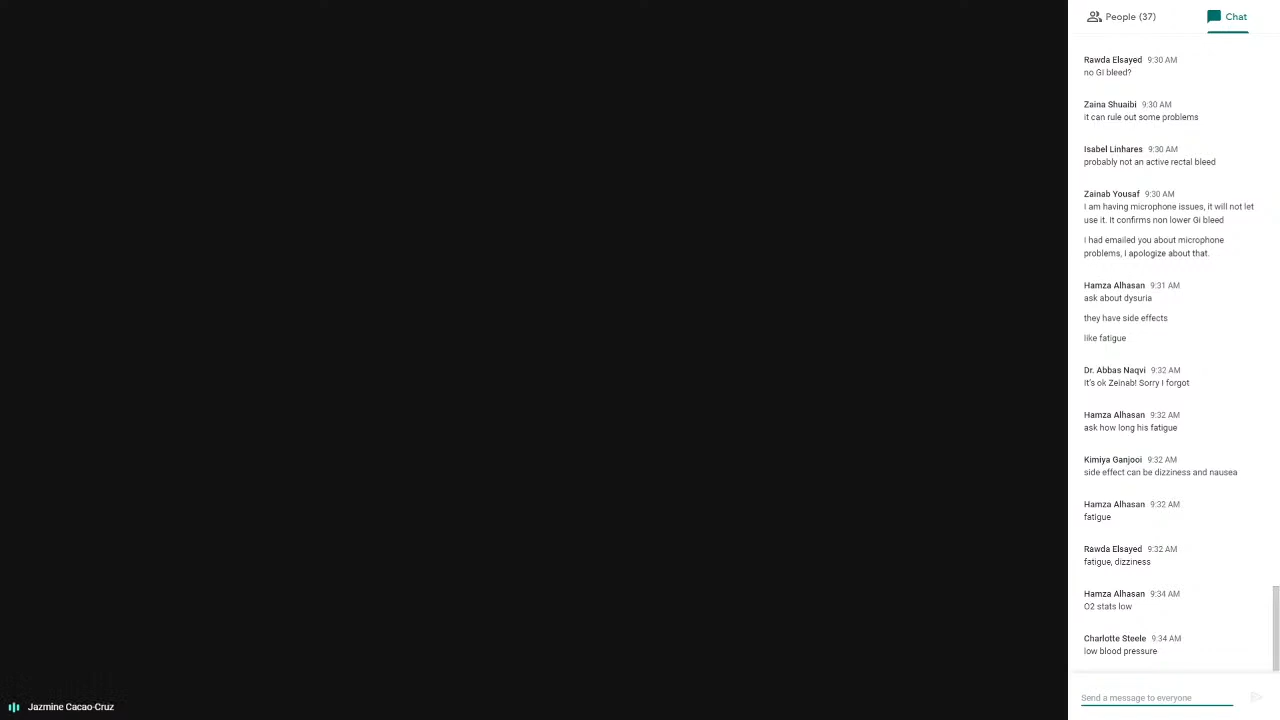 People (37)
Chat
Rawda Elsayed 9:30 AM
no GI bleed?
Zaina Shuaibi 9:30 AM
it can rule out some problems
Isabel Linhares 9:30 AM
probably not an active rectal bleed
Zainab Yousaf 9:30 AM
I am having microphone issues, it will not let
use it. It confirms non lower Gi bleed
I had emailed you about microphone
problems, I apologize about that.
Hamza Alhasan 9:31 AM
ask about dysuria
they have side effects
like fatigue
Dr. Abbas Naqvi 9:32 AM
It's ok Zeinab! Sorry I forgot
Hamza Alhasan 9:32 AM
ask how long his fatigue
Kimiya Ganjooi 9:32 AM
side effect can be dizziness and nausea
Hamza Alhasan 9:32 AM
fatigue
Rawda Elsayed 9:32 AM
fatigue, dizziness
Hamza Alhasan 9:34 AM
O2 stats low
Charlotte Steele 9:34 AM
low blood pressure
Send a message to everyone
Jazmine Cacao-Cruz